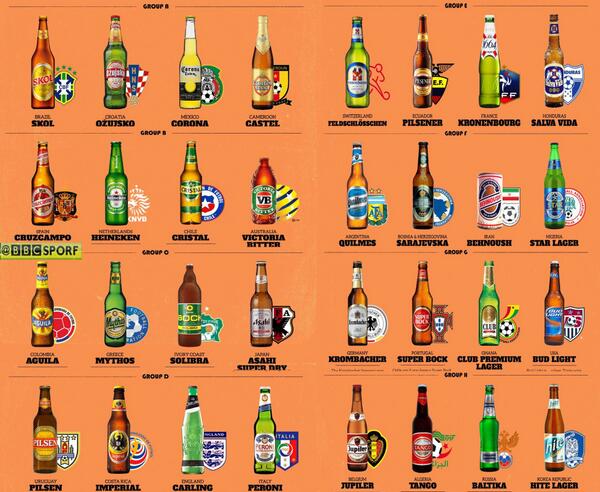 GROUP A
BRAZIL
SKOL
CROATIA
OŽUJSKO
MEXICO
CORONA
CAMEROON
CASTEL
GROUP B
SPAIN
CRUZCAMPO
NETHERLANDS
HEINEKEN
CHILE
CRISTAL
AUSTRALIA
VICTORIA
BITTER
@BBCSPORF
GROUP C
COLOMBIA
AGUILA
GREECE
MYTHOS
IVORY COAST
SOLIBRA
JAPAN
ASAHI
SUPER DRY
GROUP D
URUGUAY
PILSEN
COSTA RICA
IMPERIAL
ENGLAND
CARLING
ITALY
PERONI
GROUP E
SWITZERLAND
FELDSCHLÖSSCHEN
ECUADOR
PILSENER
FRANCE
KRONENBOURG
HONDURAS
SALVA VIDA
GROUP F
ARGENTINA
QUILMES
BOSNIA & HERZEGOVINA
SARAJEVSKA
IRAN
BEHNOUSH
NIGERIA
STAR LAGER
GROUP G
GERMANY
KROMBACHER
PORTUGAL
SUPER BOCK
GHANA
CLUB PREMIUM
LAGER
USA
BUD LIGHT
GROUP H
BELGIUM
JUPILER
ALGERIA
TANGO
RUSSIA
BALTIKA
KOREA REPUBLIC
HITE LAGER